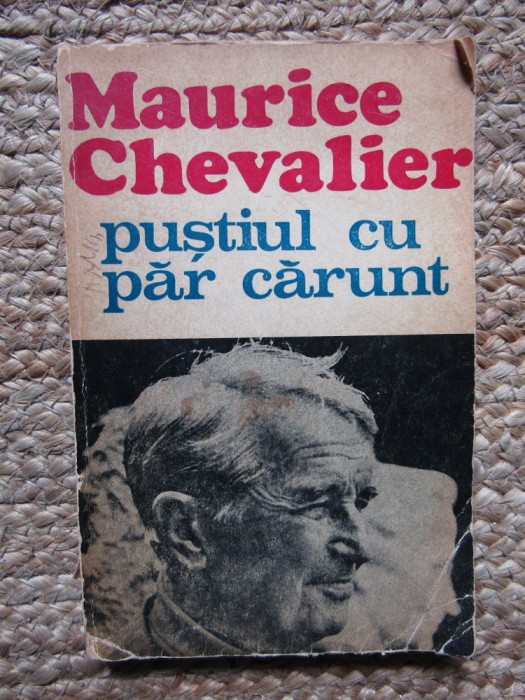 Maurice
Chevalier
puștiul cu
păr cărunt